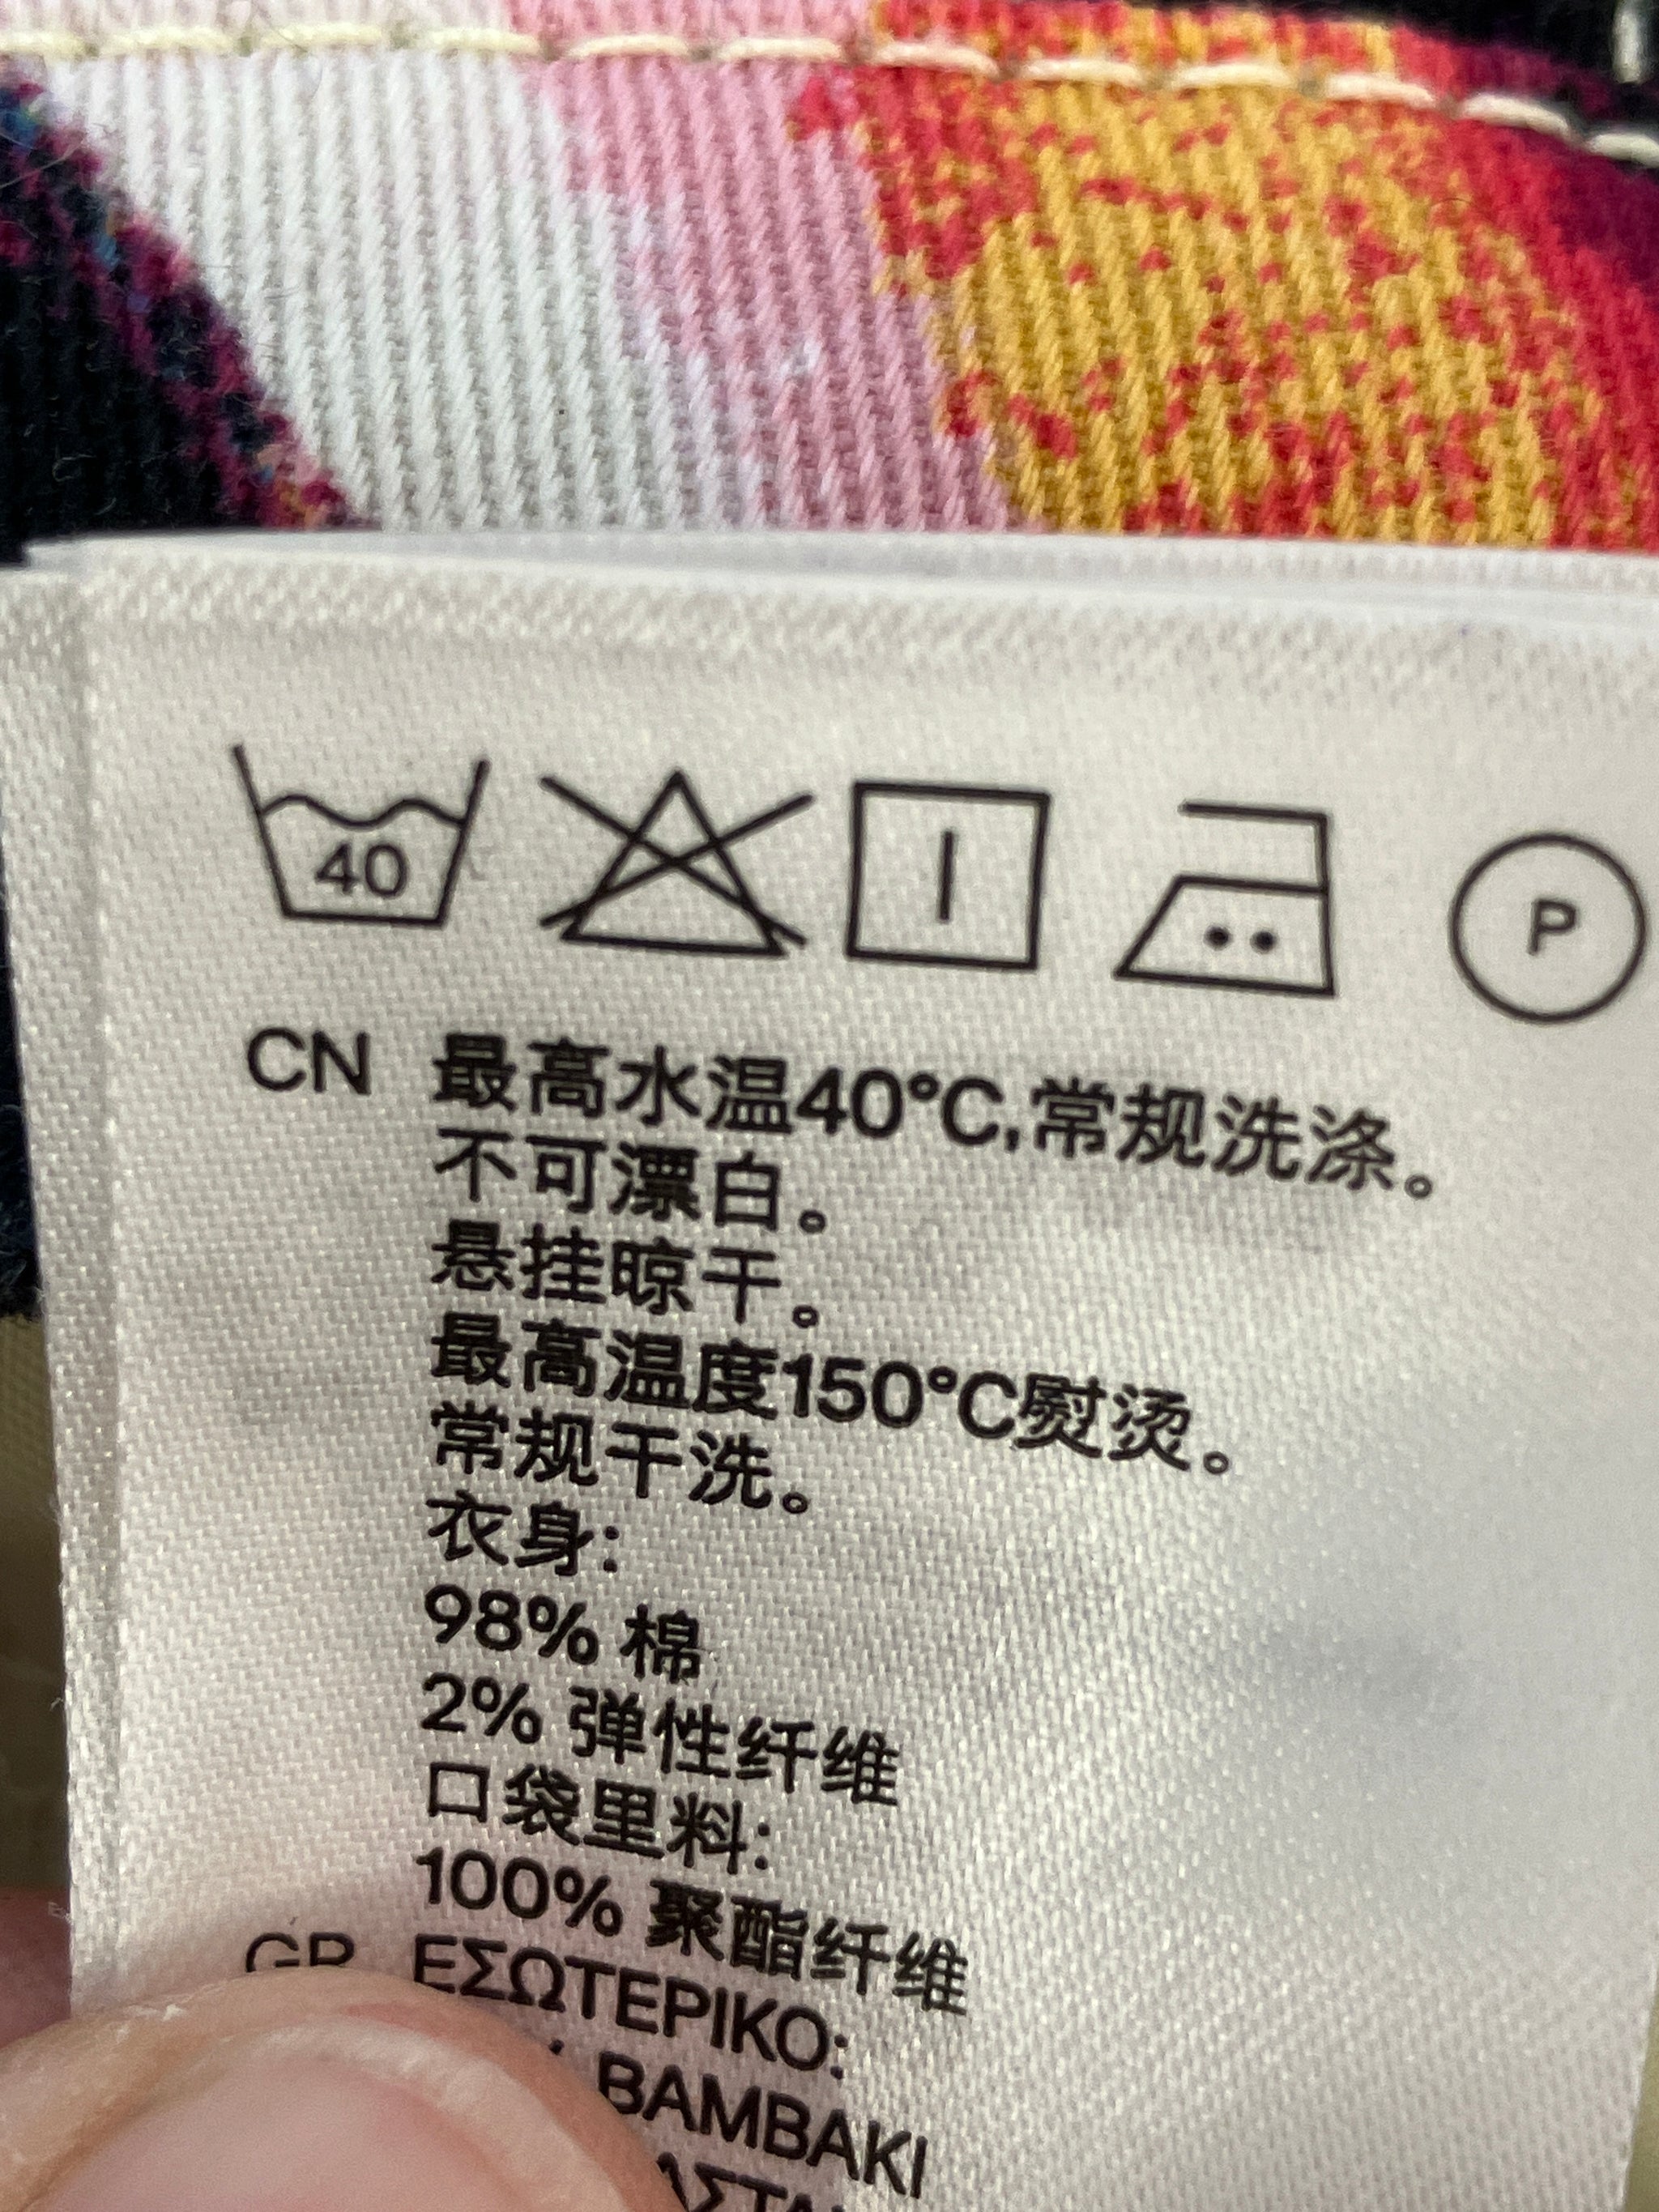 40
P
CN 最高水温40°C,常规洗涤。
不可漂白。
悬挂晾干。
最高温度150°C熨烫。
常规干洗。
衣身:
98% 棉
2% 弹性纤维
口袋里料:
100% 聚酯纤维
GR ΕΣΩΤΕΡΙΚΟ:
ΒΑΜΒΑΚΙ